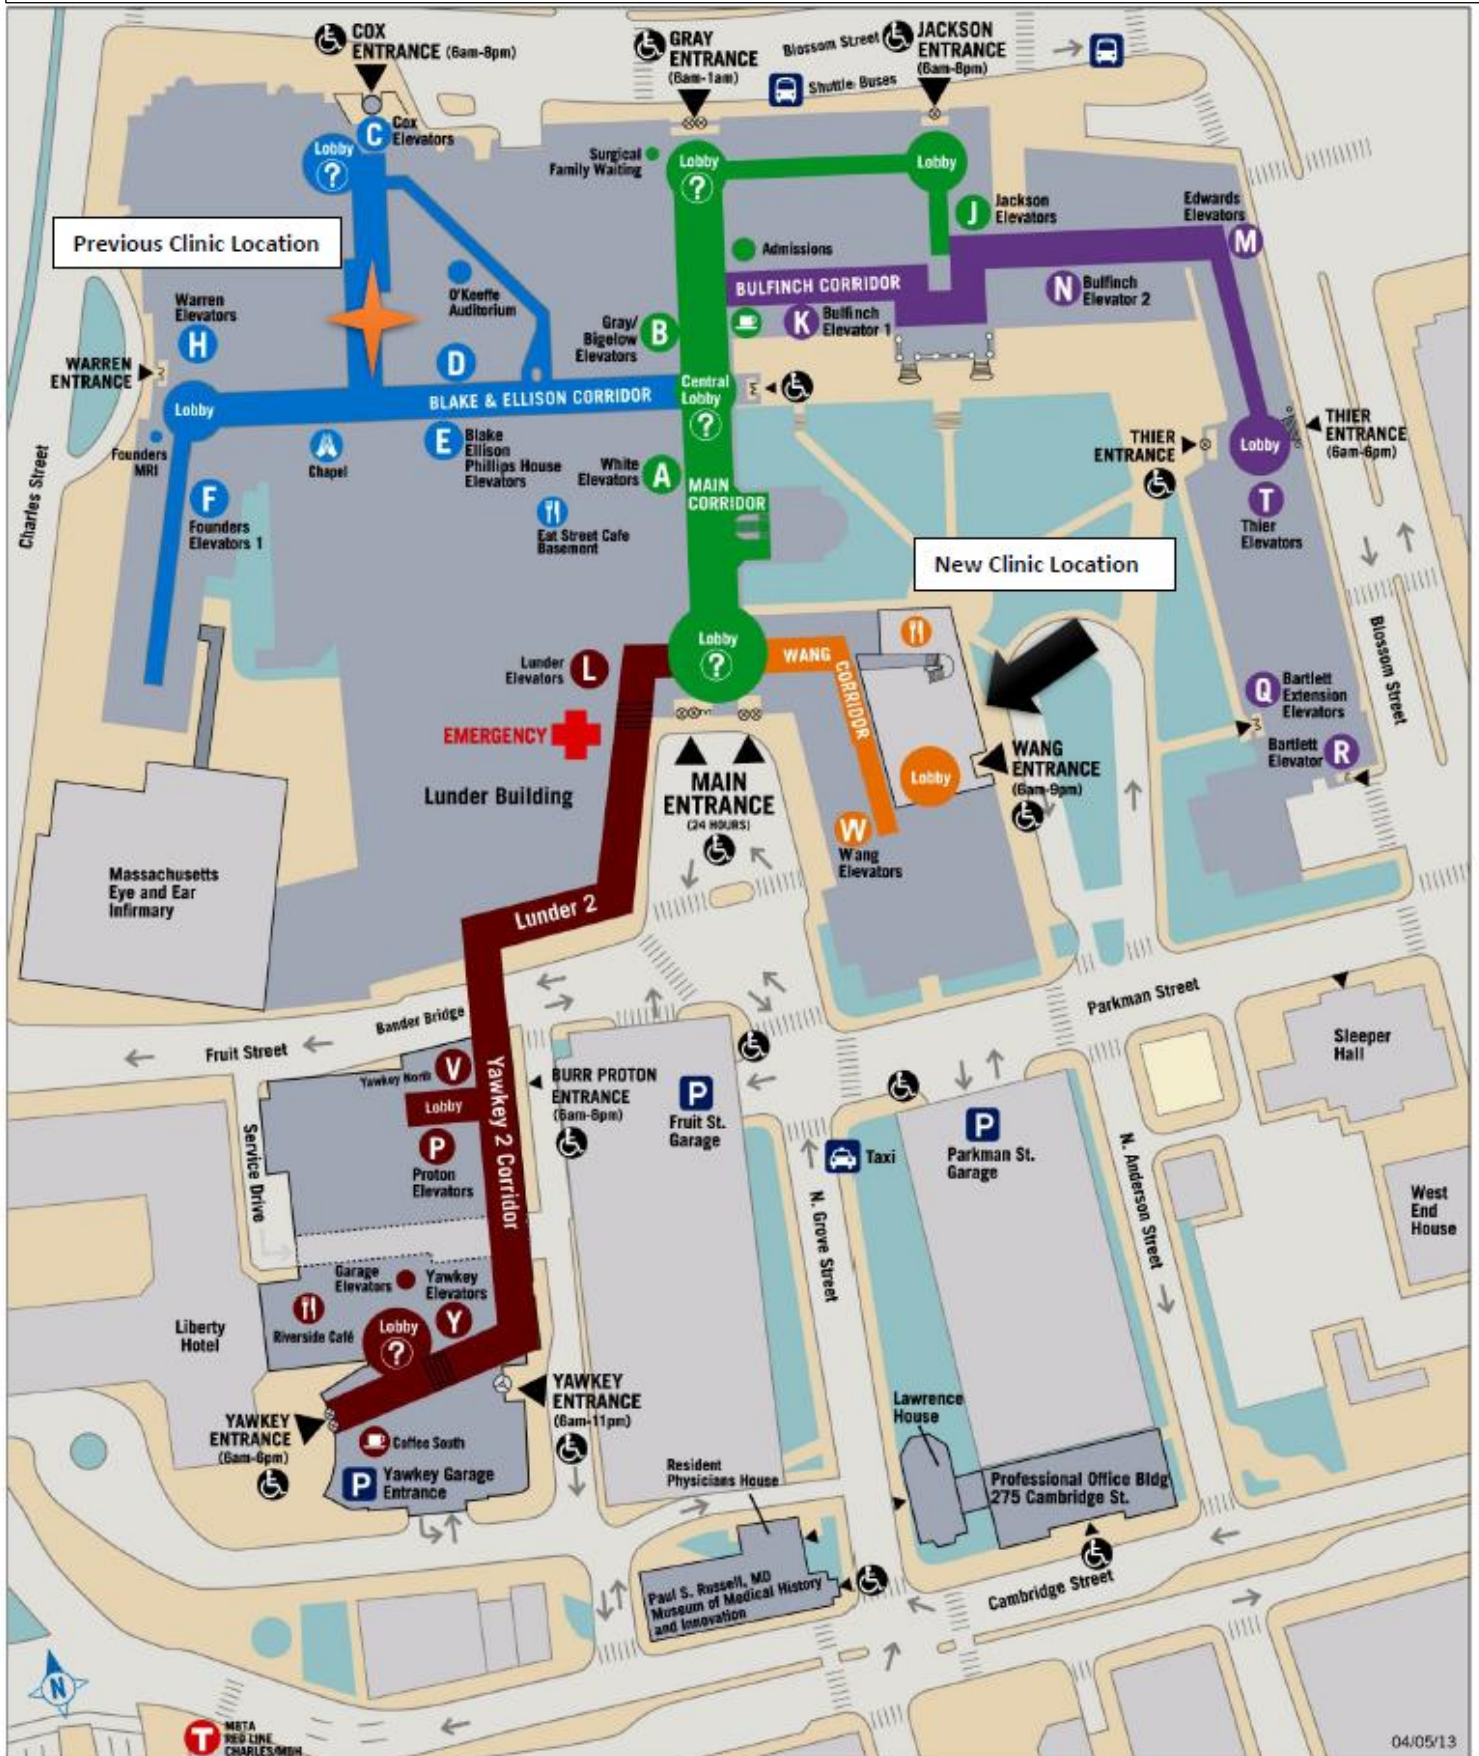 COX
ENTRANCE (6am-8pm)
GRAY
ENTRANCE
(6am-1am)
Blossom Street
JACKSON
ENTRANCE
(6am-8pm)
Shuttle Buses
C
Cox
Elevators
Lobby
?
Surgical
Family Waiting
Lobby
?
Lobby
J
Jackson
Elevators
Edwards
Elevators
M
Previous Clinic Location
O'Keeffe
Auditorium
Admissions
BULFINCH CORRIDOR
N
Bulfinch
Elevator 2
Warren
Elevators
H
Gray/
Bigelow
Elevators
B
K
Bulfinch
Elevator 1
WARREN
ENTRANCE
D
Lobby
BLAKE & ELLISON CORRIDOR
Central
Lobby
?
THIER
ENTRANCE
Lobby
THIER
ENTRANCE
(6am-6pm)
Founders
MRI
Chapel
E
Blake
Ellison
Phillips House
Elevators
White
Elevators
A
MAIN
CORRIDOR
Charles Street
F
Founders
Elevators 1
Eat Street Cafe
Basement
T
Thier
Elevators
New Clinic Location
Lobby
?
WANG
CORRIDOR
Blossom Street
Lunder
Elevators
L
Q
Bartlett
Extension
Elevators
EMERGENCY
Bartlett
Elevator
R
Lunder Building
MAIN
ENTRANCE
(24 HOURS)
Lobby
WANG
ENTRANCE
(6am-9pm)
W
Wang
Elevators
Massachusetts
Eye and Ear
Infirmary
Lunder 2
Parkman Street
Bander Bridge
Fruit Street
Sleeper
Hall
Yawkey North
V
Lobby
P
Proton
Elevators
Yawkey 2 Corridor
BURR PROTON
ENTRANCE
(6am-8pm)
P
Fruit St.
Garage
P
Parkman St.
Garage
Taxi
Service Drive
N. Grove Street
N. Anderson Street
West
End
House
Garage
Elevators
Yawkey
Elevators
Y
Riverside Café
Lobby
?
Liberty
Hotel
YAWKEY
ENTRANCE
(6am-6pm)
YAWKEY
ENTRANCE
(6am-11pm)
Coffee South
P
Yawkey Garage
Entrance
Lawrence
House
Resident
Physicians House
Professional Office Bldg
275 Cambridge St.
Paul S. Russell, MD
Museum of Medical History
and Innovation
Cambridge Street
N
T
MBTA
RED LINE
CHARLES/MGH
04/05/13